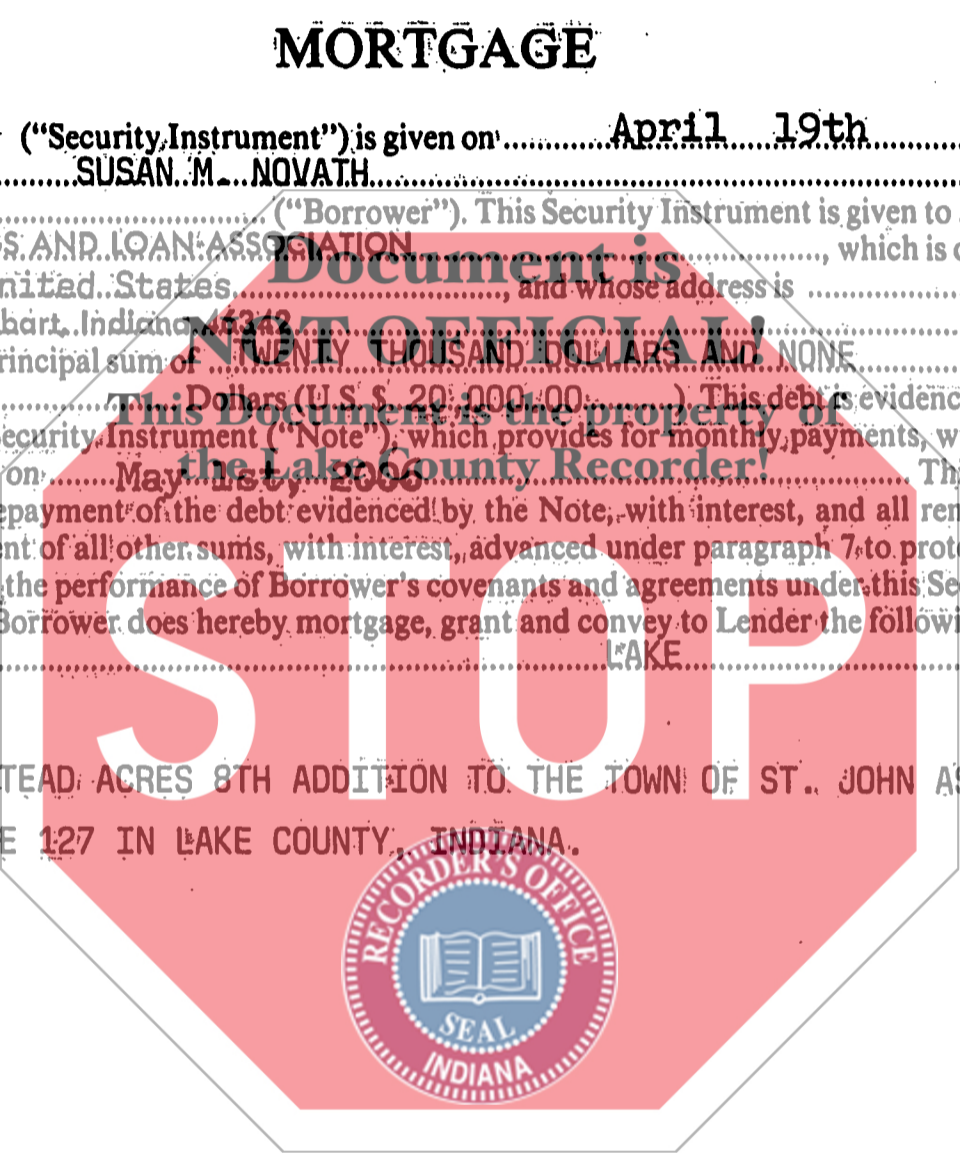 MORTGAGE
("Security Instrument") is given on April 19th
SUSAN M. NOVATH
("Borrower"). This Security Instrument is given to
S AND LOAN ASSOCIATION , which is
nited States , and whose address is
hart, Indiana
rincipal sum of TWENTY THOUSAND DOLLARS AND NONE
Dollars (U.S.$ 20,000.00 ). This debt is evidenc
ecurity Instrument ("Note"), which provides for monthly payments, w
on May 1st, Th
epayment of the debt evidenced by the Note, with interest, and all ren
nt of all other sums, with interest, advanced under paragraph 7 to prote
the performance of Borrower's covenants and agreements under this Se
Borrower does hereby mortgage, grant and convey to Lender the followi
LAKE
TEAD ACRES 8TH ADDITION TO THE TOWN OF ST. JOHN AS
E 127 IN LAKE COUNTY, INDIANA.
Document is
NOT OFFICIAL!
This Document is the property of
the Lake County Recorder!
STOP
RECORDER'S OFFICE
SEAL
INDIANA